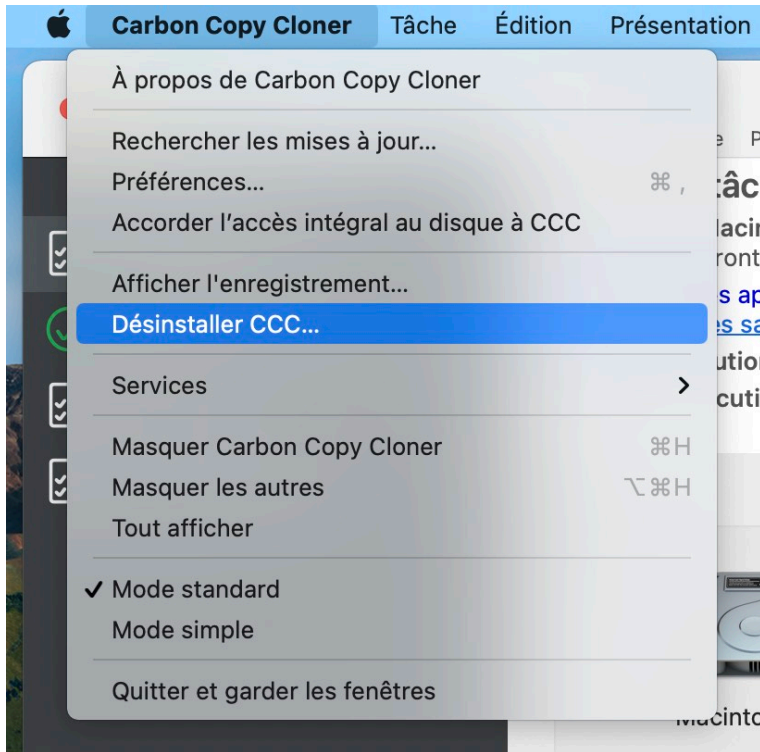 Carbon Copy Cloner Tâche Édition Présentation
À propos de Carbon Copy Cloner
Rechercher les mises à jour...
Préférences... ⌘ ,
Accorder l’accès intégral au disque à CCC
Afficher l'enregistrement...
Désinstaller CCC...
Services
Masquer Carbon Copy Cloner ⌘H
Masquer les autres ⌥⌘H
Tout afficher
✓ Mode standard
Mode simple
Quitter et garder les fenêtres